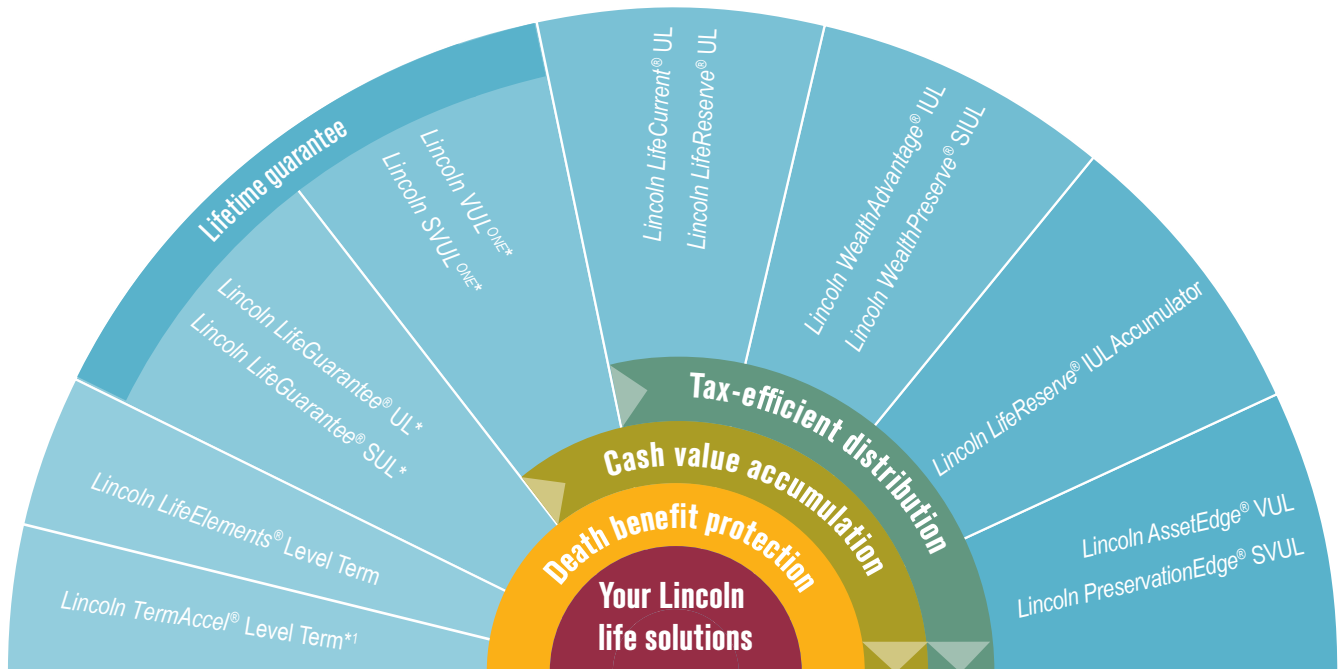 Lincoln TermAccel® Level Term*¹
Lincoln LifeElements® Level Term
Lincoln LifeGuarantee® UL*
Lincoln LifeGuarantee® SUL*
Lifetime guarantee
Lincoln VULᴼᴺᴱ*
Lincoln SVULᴼᴺᴱ*
Lincoln LifeCurrent® UL
Lincoln LifeReserve® UL
Lincoln WealthAdvantage® IUL
Lincoln WealthPreserve® SIUL
Lincoln LifeReserve® IUL Accumulator
Lincoln AssetEdge® VUL
Lincoln PreservationEdge® SVUL
Tax-efficient distribution
Cash value accumulation
Death benefit protection
Your Lincoln
life solutions